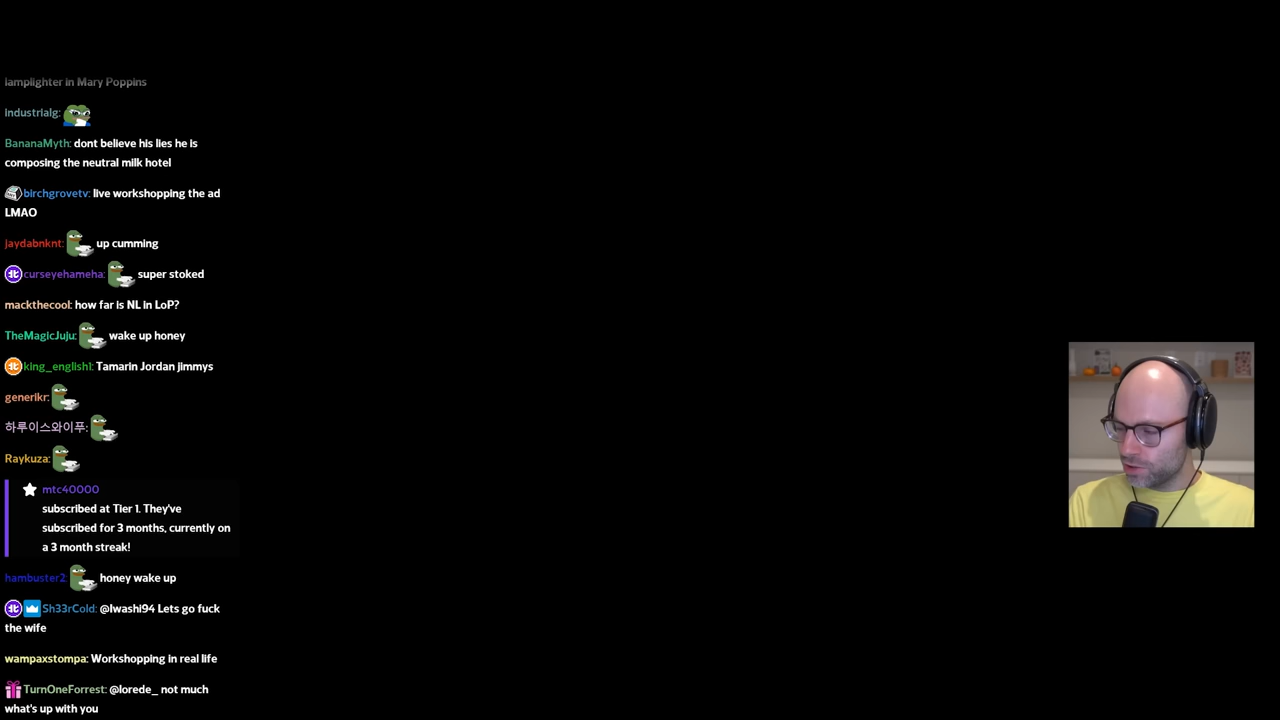 lamplighter in Mary Poppins
industrialg:
BananaMyth: dont believe his lies he is
composing the neutral milk hotel
birchgrovetv: live workshopping the ad
LMAO
jaydabnknt: up cumming
curseyehameha: super stoked
mackthecool: how far is NL in LoP?
TheMagicJuju: wake up honey
king_english1: Tamarin Jordan jimmys
generikr:
하루이스와이푸:
Raykuza:
mtc40000
subscribed at Tier 1. They've
subscribed for 3 months, currently on
a 3 month streak!
hambuster2: honey wake up
Sh33rCold: @lwashi94 Lets go fuck
the wife
wampaxstompa: Workshopping in real life
TurnOneForrest: @lorede_ not much
what's up with you